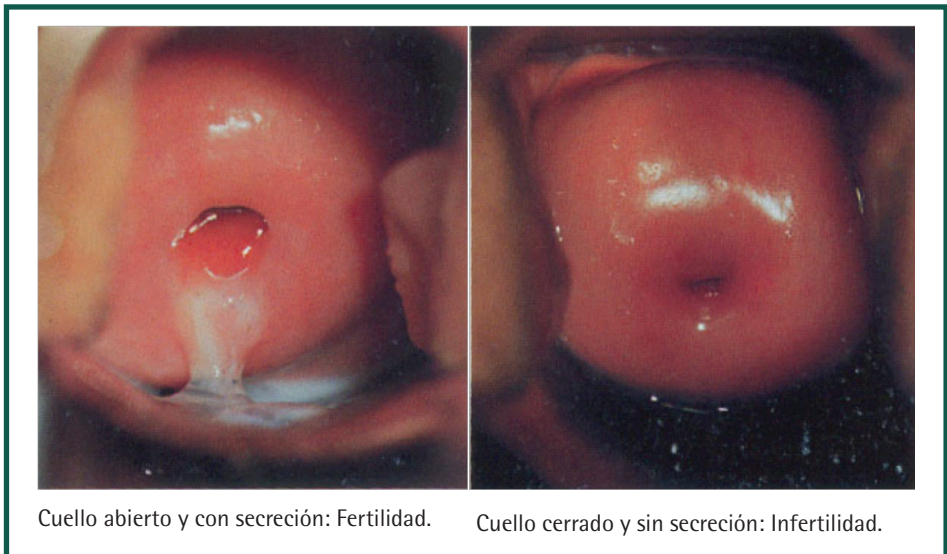 Cuello abierto y con secreción: Fertilidad.
Cuello cerrado y sin secreción: Infertilidad.